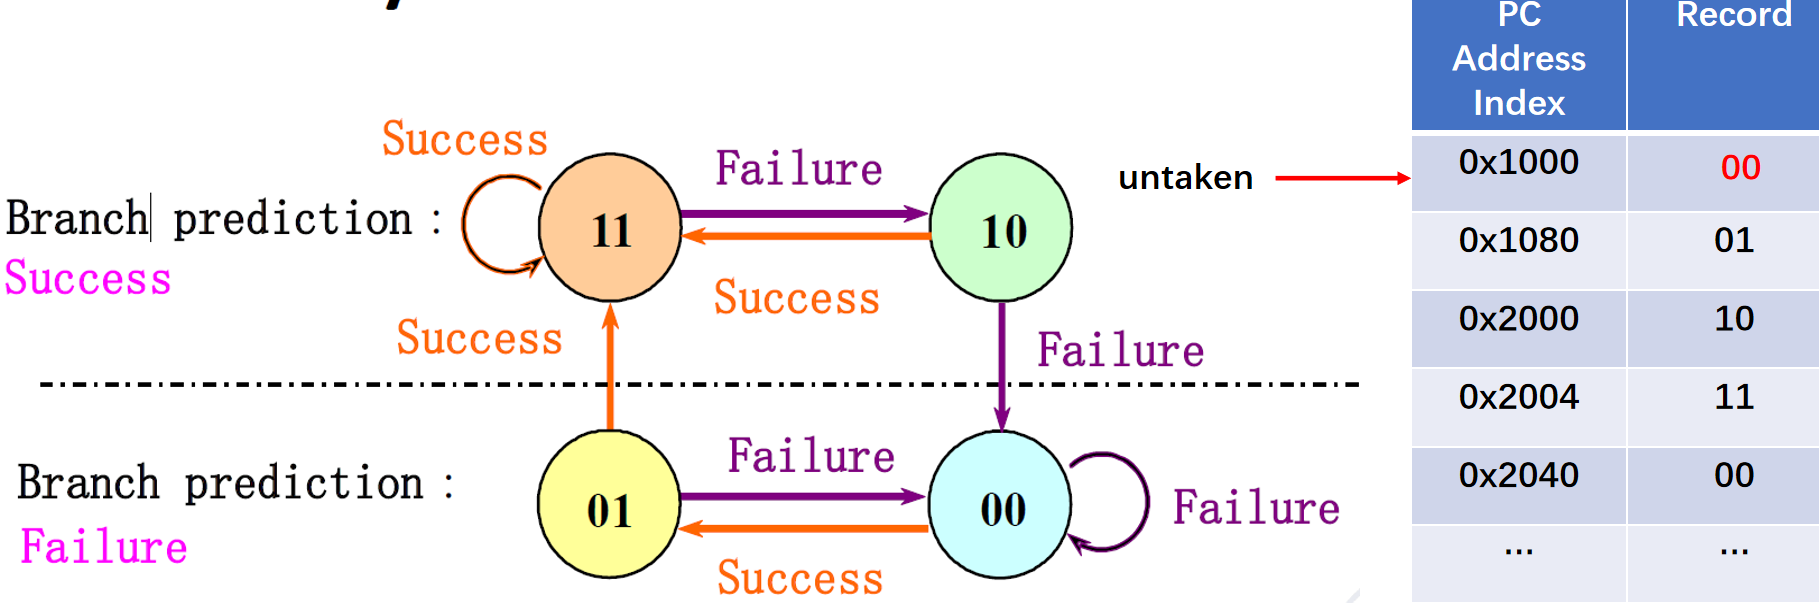 Success
Failure
Branch prediction :
Success
11
10
Success
Success
Failure
Branch prediction :
Failure
01
Failure
00
Failure
Success
untaken
PC Address Index Record
0x1000 00
0x1080 01
0x2000 10
0x2004 11
0x2040 00
... ...